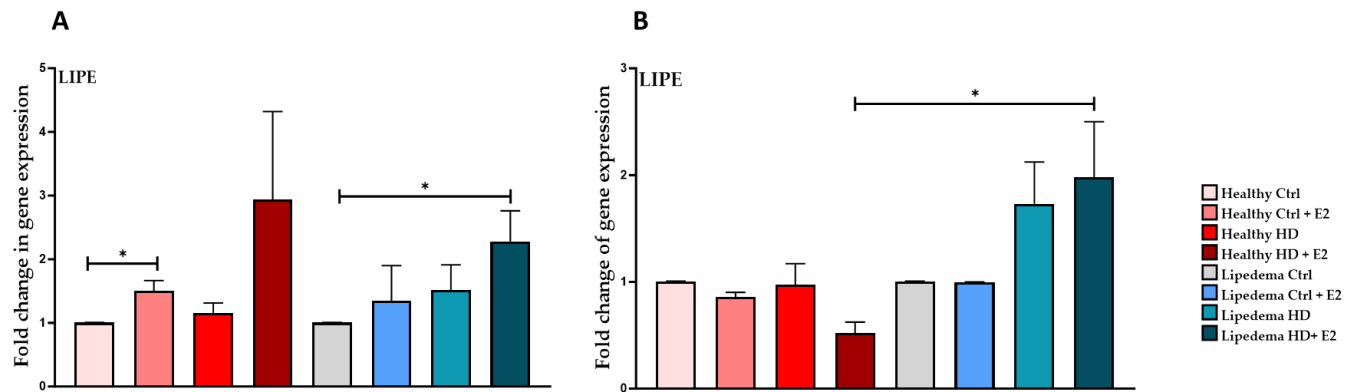 A
B
LIPE
Fold change in gene expression
5
4
3
2
1
0
*
*
LIPE
Fold change of gene expression
3
2
1
0
*
Healthy Ctrl
Healthy Ctrl + E2
Healthy HD
Healthy HD + E2
Lipedema Ctrl
Lipedema Ctrl + E2
Lipedema HD
Lipedema HD+ E2